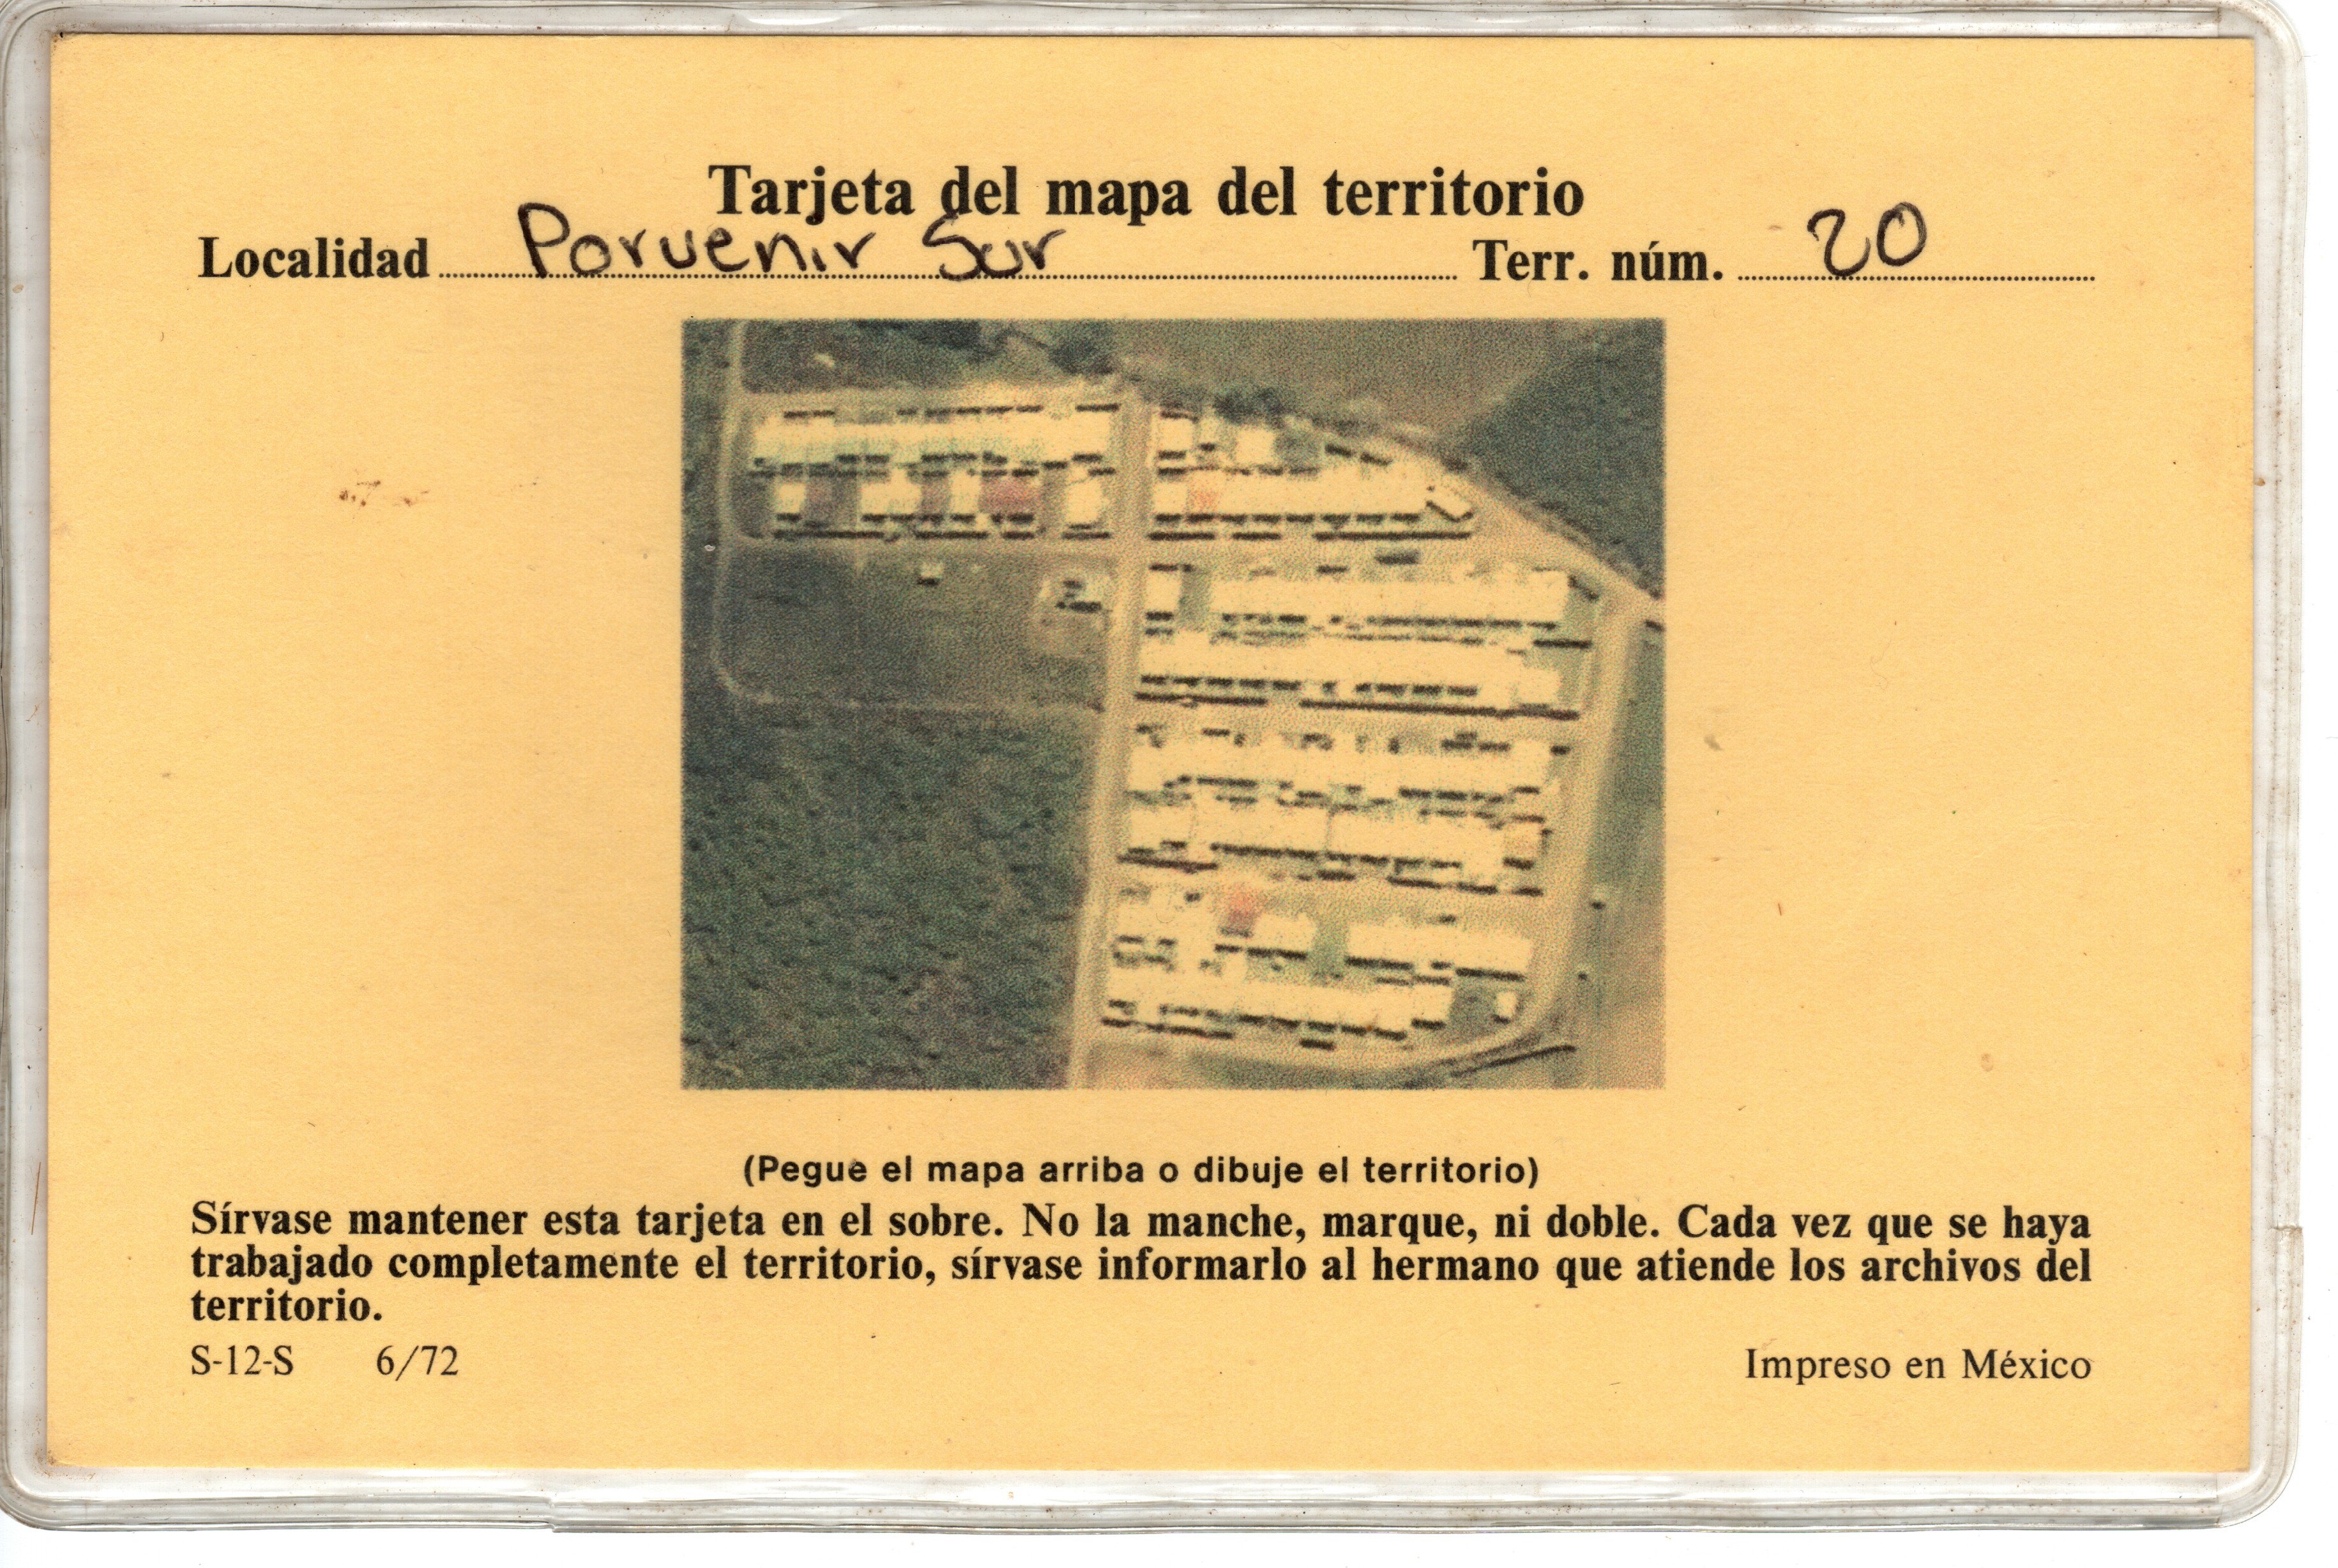 Tarjeta del mapa del territorio
Localidad Porvenir Sur Terr. núm. 20
(Pegue el mapa arriba o dibuje el territorio)
Sírvase mantener esta tarjeta en el sobre. No la manche, marque, ni doble. Cada vez que se haya
trabajado completamente el territorio, sírvase informarlo al hermano que atiende los archivos del
territorio.
S-12-S 6/72 Impreso en México